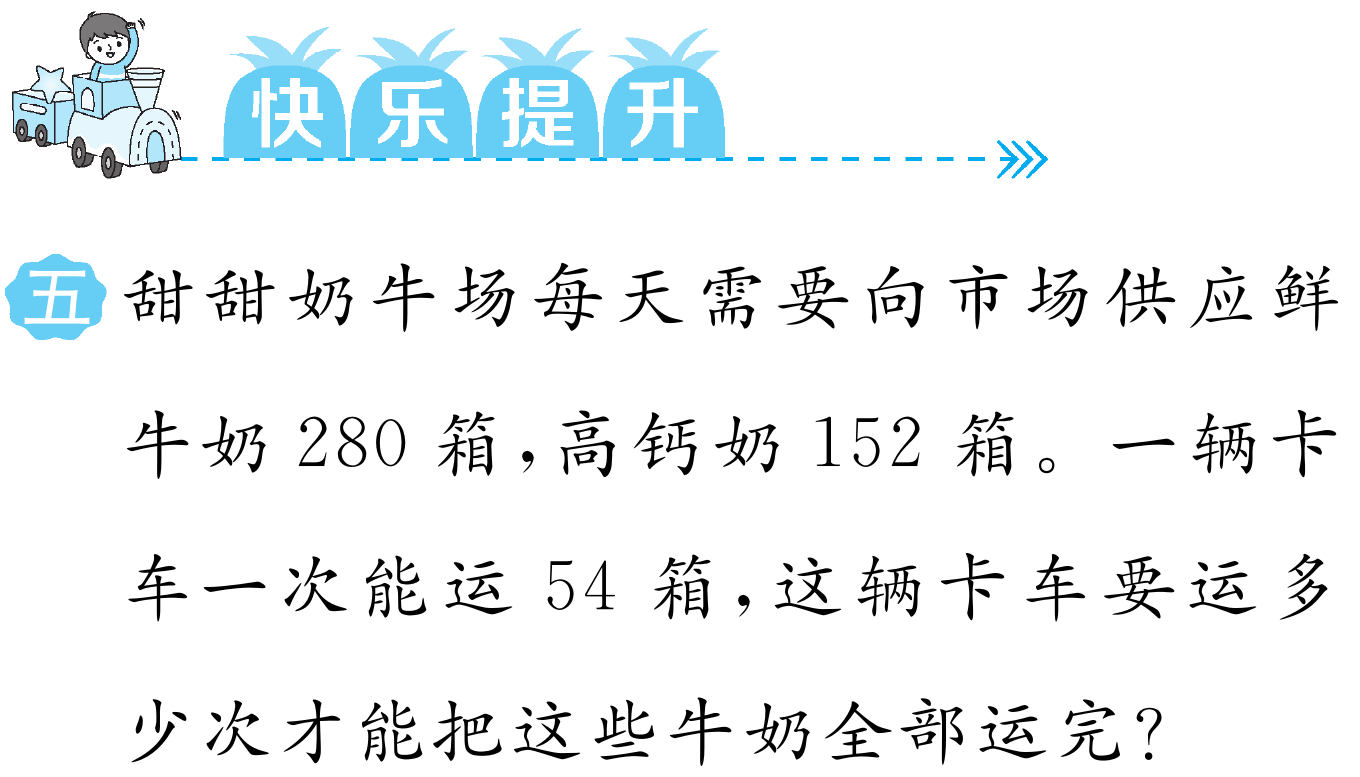 快乐提升
五 甜甜奶牛场每天需要向市场供应鲜
牛奶 280 箱,高钙奶 152 箱。一辆卡
车一次能运 54 箱,这辆卡车要运多
少次才能把这些牛奶全部运完?